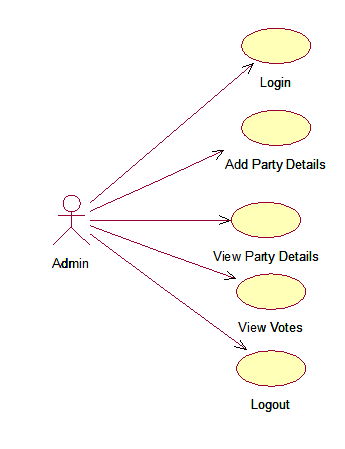 Login
Add Party Details
Admin
View Party Details
View Votes
Logout